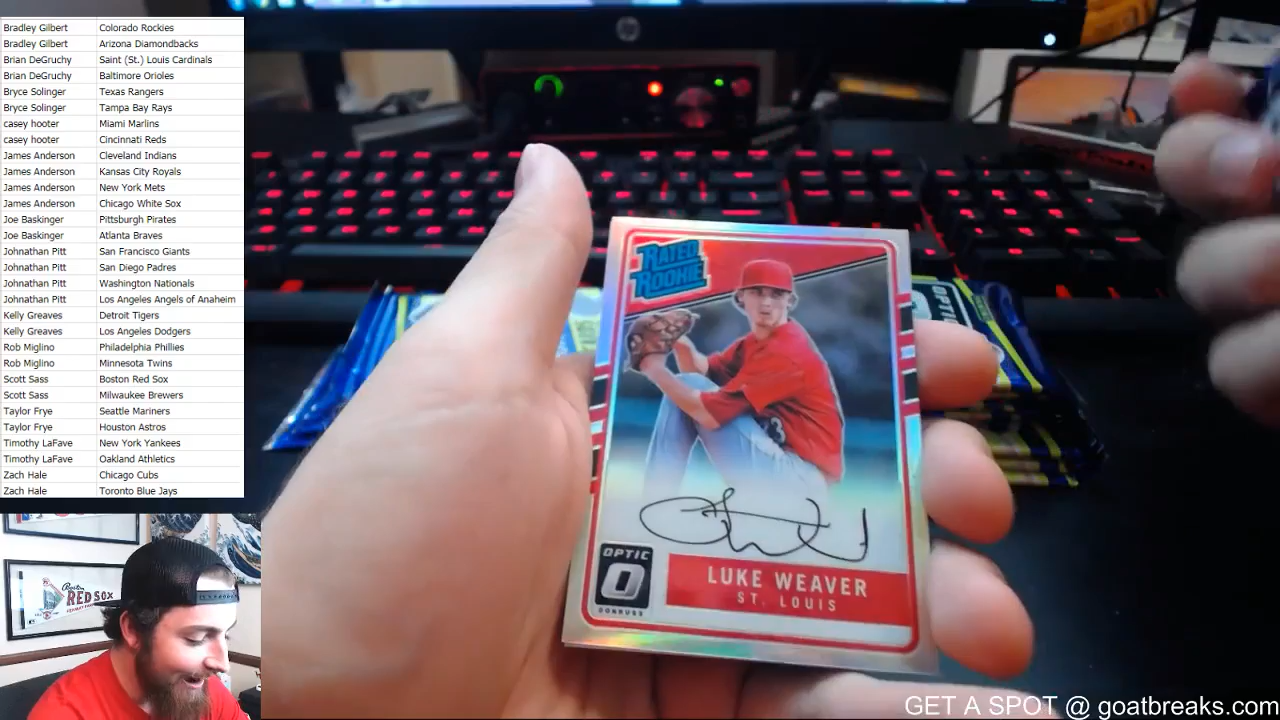 Bradley Gilbert Colorado Rockies
Bradley Gilbert Arizona Diamondbacks
Brian DeGruchy Saint (St.) Louis Cardinals
Brian DeGruchy Baltimore Orioles
Bryce Solinger Texas Rangers
Bryce Solinger Tampa Bay Rays
casey hooter Miami Marlins
casey hooter Cincinnati Reds
James Anderson Cleveland Indians
James Anderson Kansas City Royals
James Anderson New York Mets
James Anderson Chicago White Sox
Joe Baskinger Pittsburgh Pirates
Joe Baskinger Atlanta Braves
Johnathan Pitt San Francisco Giants
Johnathan Pitt San Diego Padres
Johnathan Pitt Washington Nationals
Johnathan Pitt Los Angeles Angels of Anaheim
Kelly Greaves Detroit Tigers
Kelly Greaves Los Angeles Dodgers
Rob Miglino Philadelphia Phillies
Rob Miglino Minnesota Twins
Scott Sass Boston Red Sox
Scott Sass Milwaukee Brewers
Taylor Frye Seattle Mariners
Taylor Frye Houston Astros
Timothy LaFave New York Yankees
Timothy LaFave Oakland Athletics
Zach Hale Chicago Cubs
Zach Hale Toronto Blue Jays
hp
RATED
ROOKIE
3
OPTIC
O
DONRUSS
LUKE WEAVER
ST. LOUIS
OPTIC
Boston
RED SOX
GET A SPOT @ goatbreaks.com